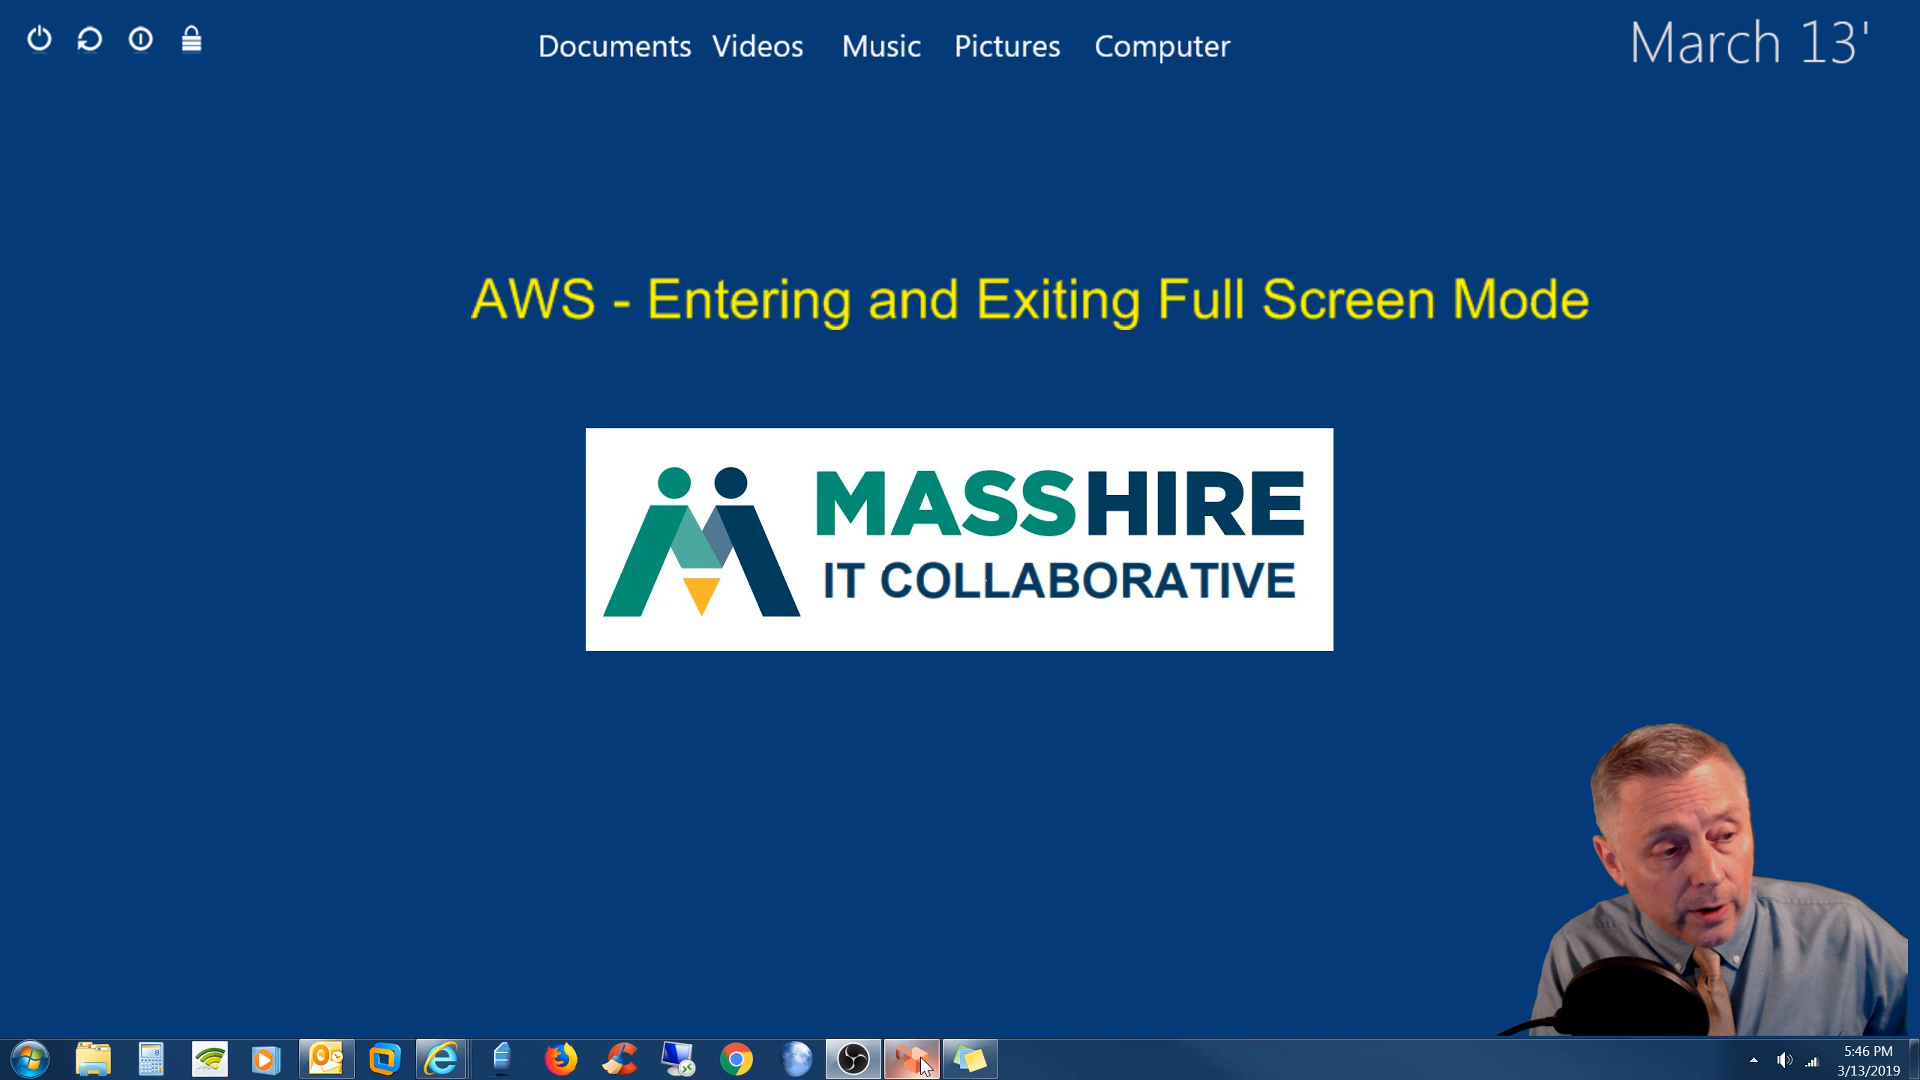 Documents Videos Music Pictures Computer
March 13'
AWS - Entering and Exiting Full Screen Mode
MASSHIRE
IT COLLABORATIVE
5:46 PM
3/13/2019